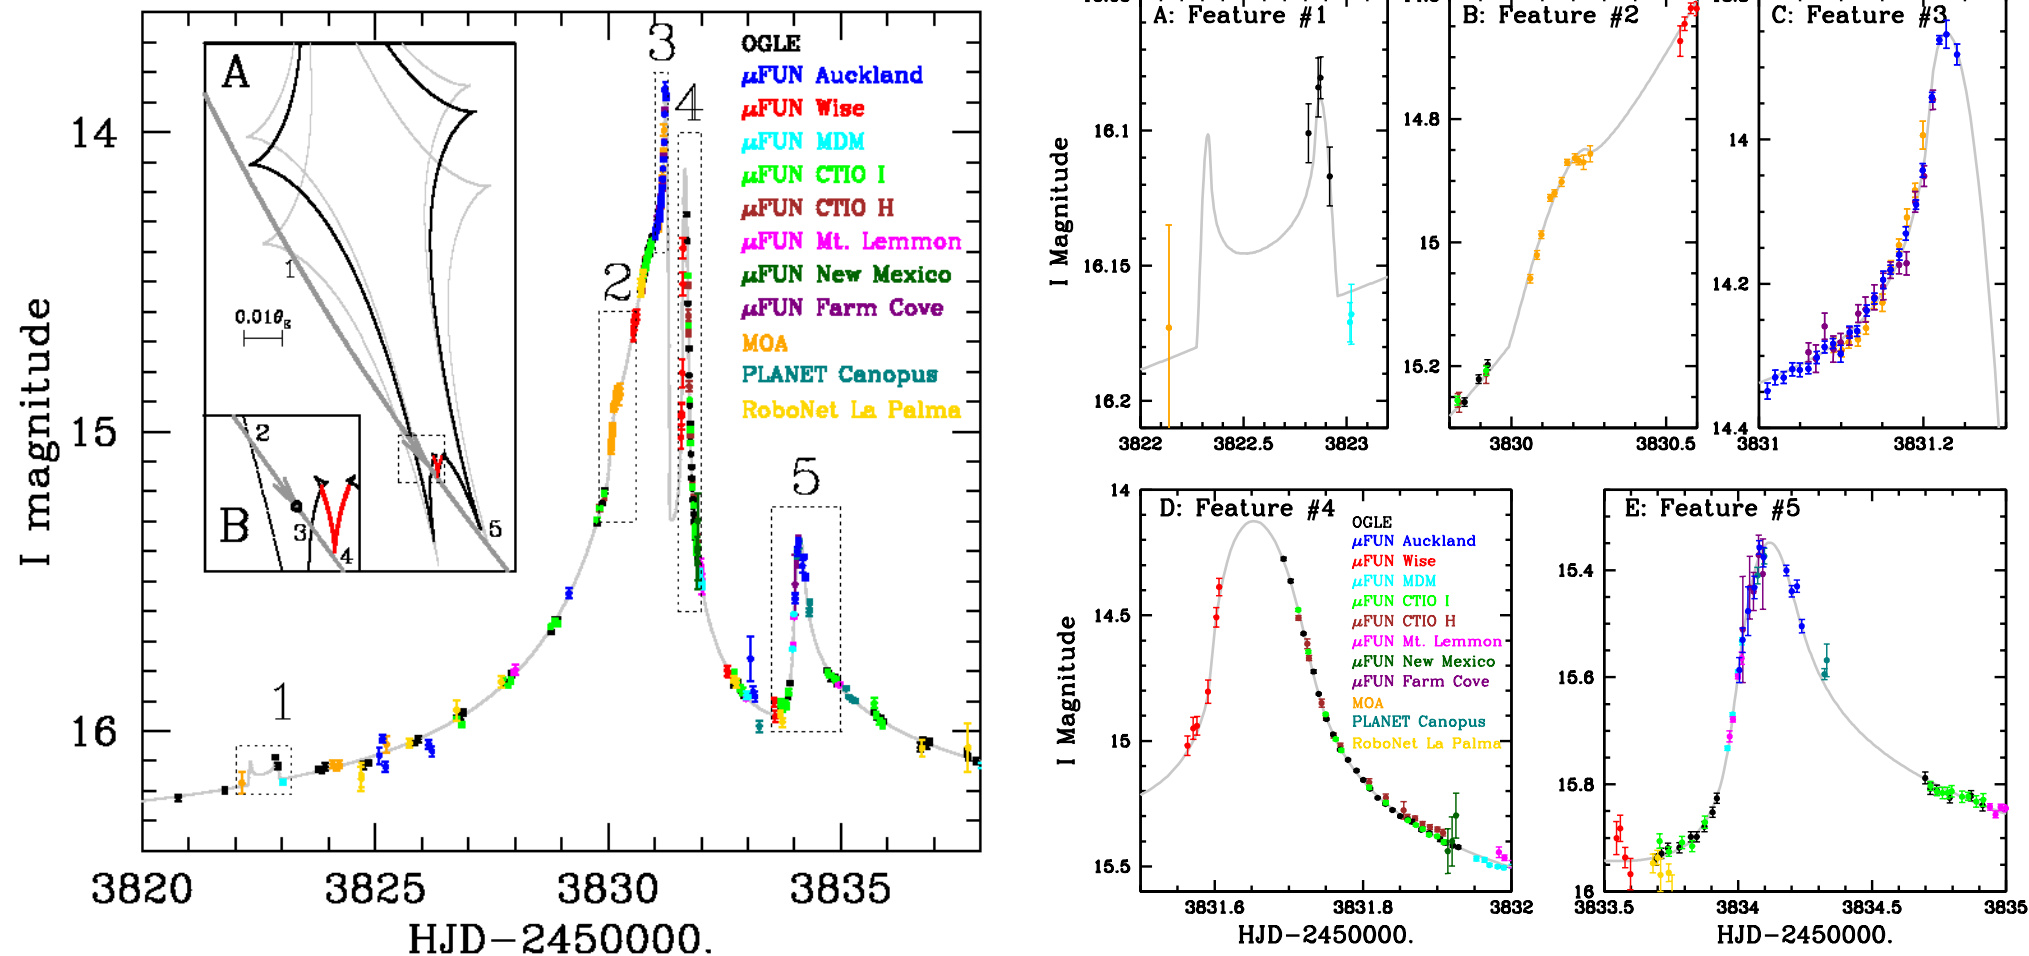 I magnitude
14
15
16
3820
3825
3830
3835
HJD-2450000.
A
1
0.01θE
5
B
2
3
4
1
2
3
4
5
OGLE
μFUN Auckland
μFUN Wise
μFUN MDM
μFUN CTIO I
μFUN CTIO H
μFUN Mt. Lemmon
μFUN New Mexico
μFUN Farm Cove
MOA
PLANET Canopus
RoboNet La Palma
A: Feature #1
I Magnitude
16.1
16.15
16.2
3822
3822.5
3823
B: Feature #2
14.8
15
15.2
3830
3830.5
C: Feature #3
14
14.2
14.4
3831
3831.2
D: Feature #4
I Magnitude
14
14.5
15
15.5
3831.6
3831.8
3832
HJD-2450000.
OGLE
μFUN Auckland
μFUN Wise
μFUN MDM
μFUN CTIO I
μFUN CTIO H
μFUN Mt. Lemmon
μFUN New Mexico
μFUN Farm Cove
MOA
PLANET Canopus
RoboNet La Palma
E: Feature #5
15.4
15.6
15.8
16
3833.5
3834
3834.5
3835
HJD-2450000.